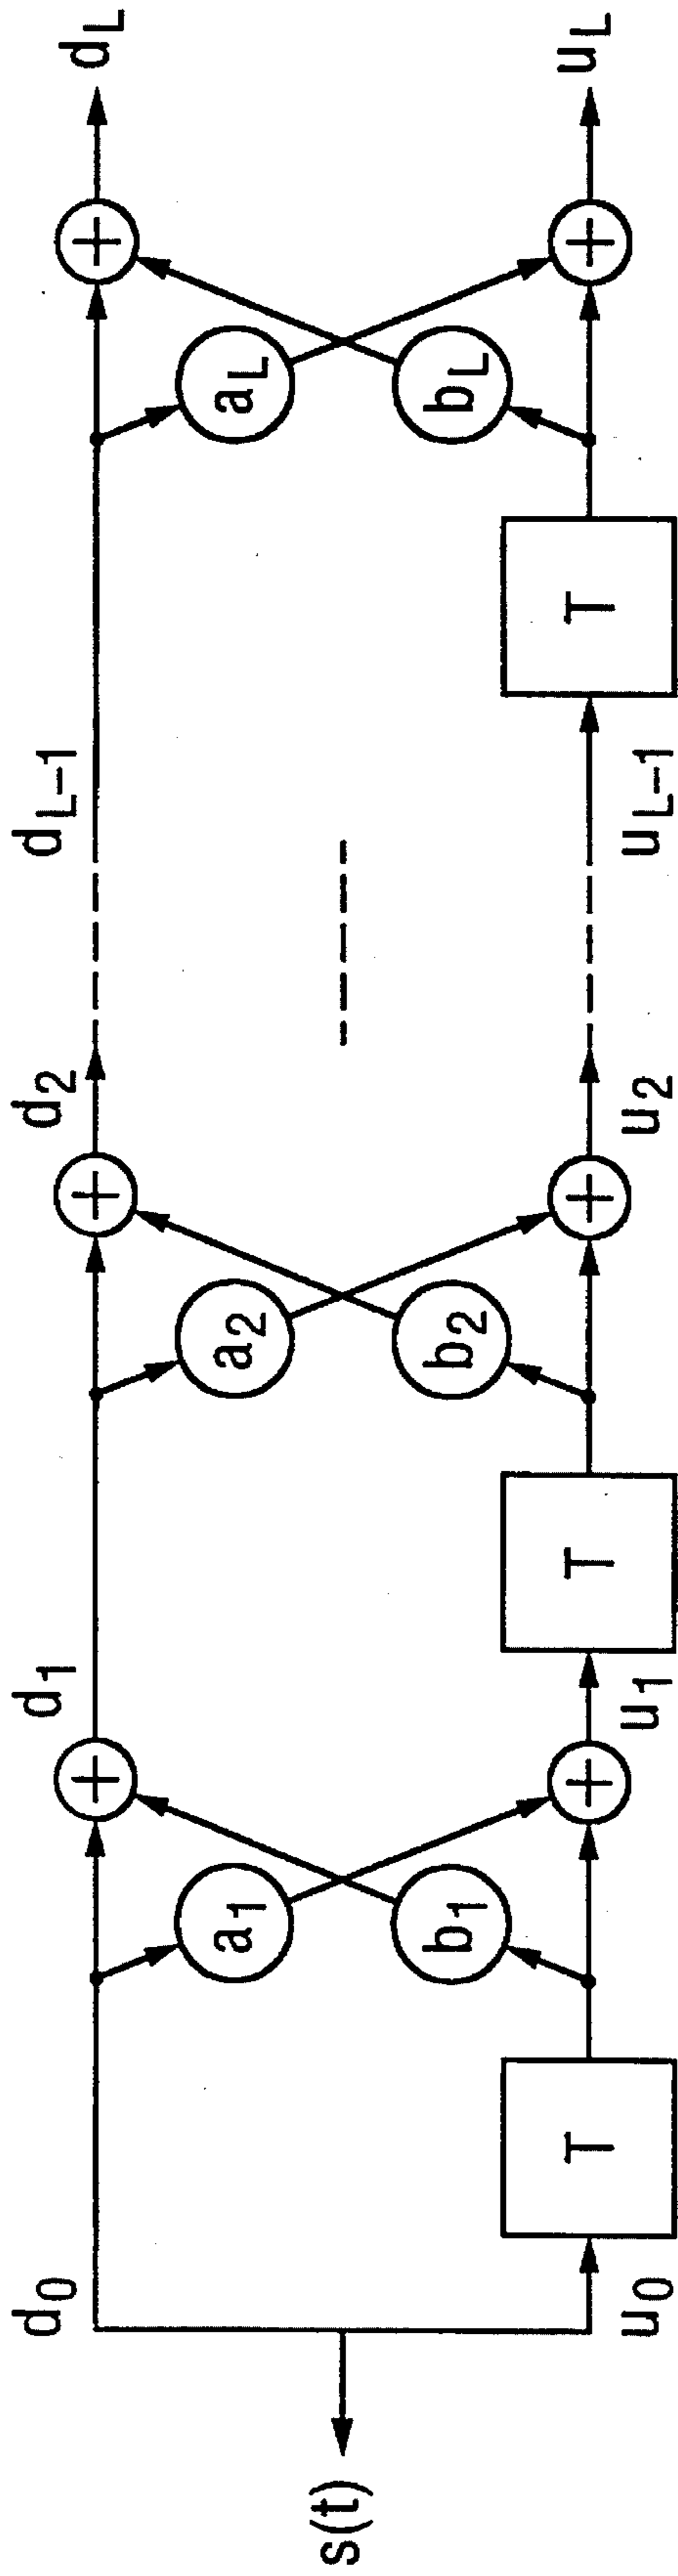 d0 d1 d2 dL-1 dL
+ + +
a1 a2 aL
s(t)
b1 b2 bL
T + T + T +
u0 u1 u2 uL-1 uL